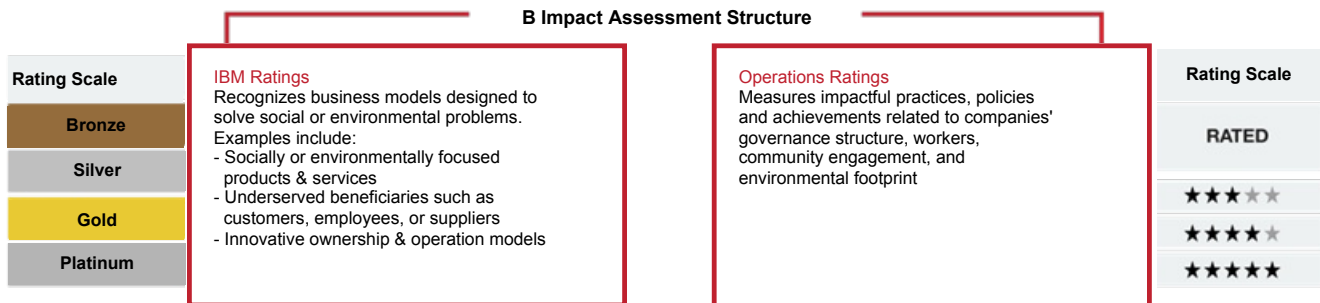 B Impact Assessment Structure
Rating Scale
Bronze
Silver
Gold
Platinum
IBM Ratings
Recognizes business models designed to
solve social or environmental problems.
Examples include:
- Socially or environmentally focused
products & services
- Underserved beneficiaries such as
customers, employees, or suppliers
- Innovative ownership & operation models
Operations Ratings
Measures impactful practices, policies
and achievements related to companies'
governance structure, workers,
community engagement, and
environmental footprint
Rating Scale
RATED
★★★★★
★★★★★
★★★★★